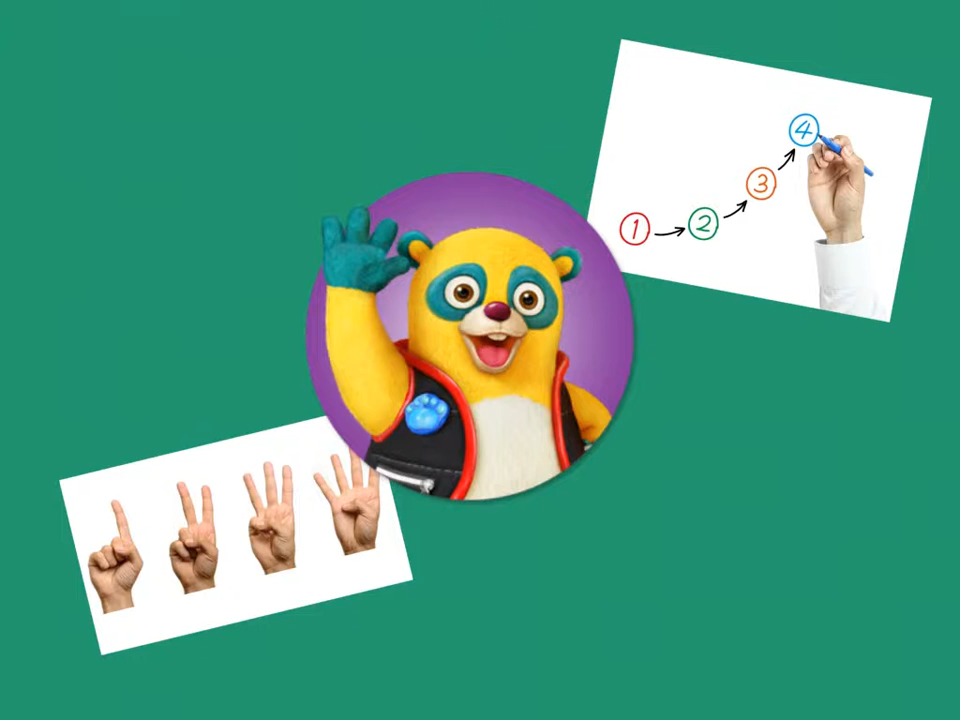 1 → 2 → 3 → 4